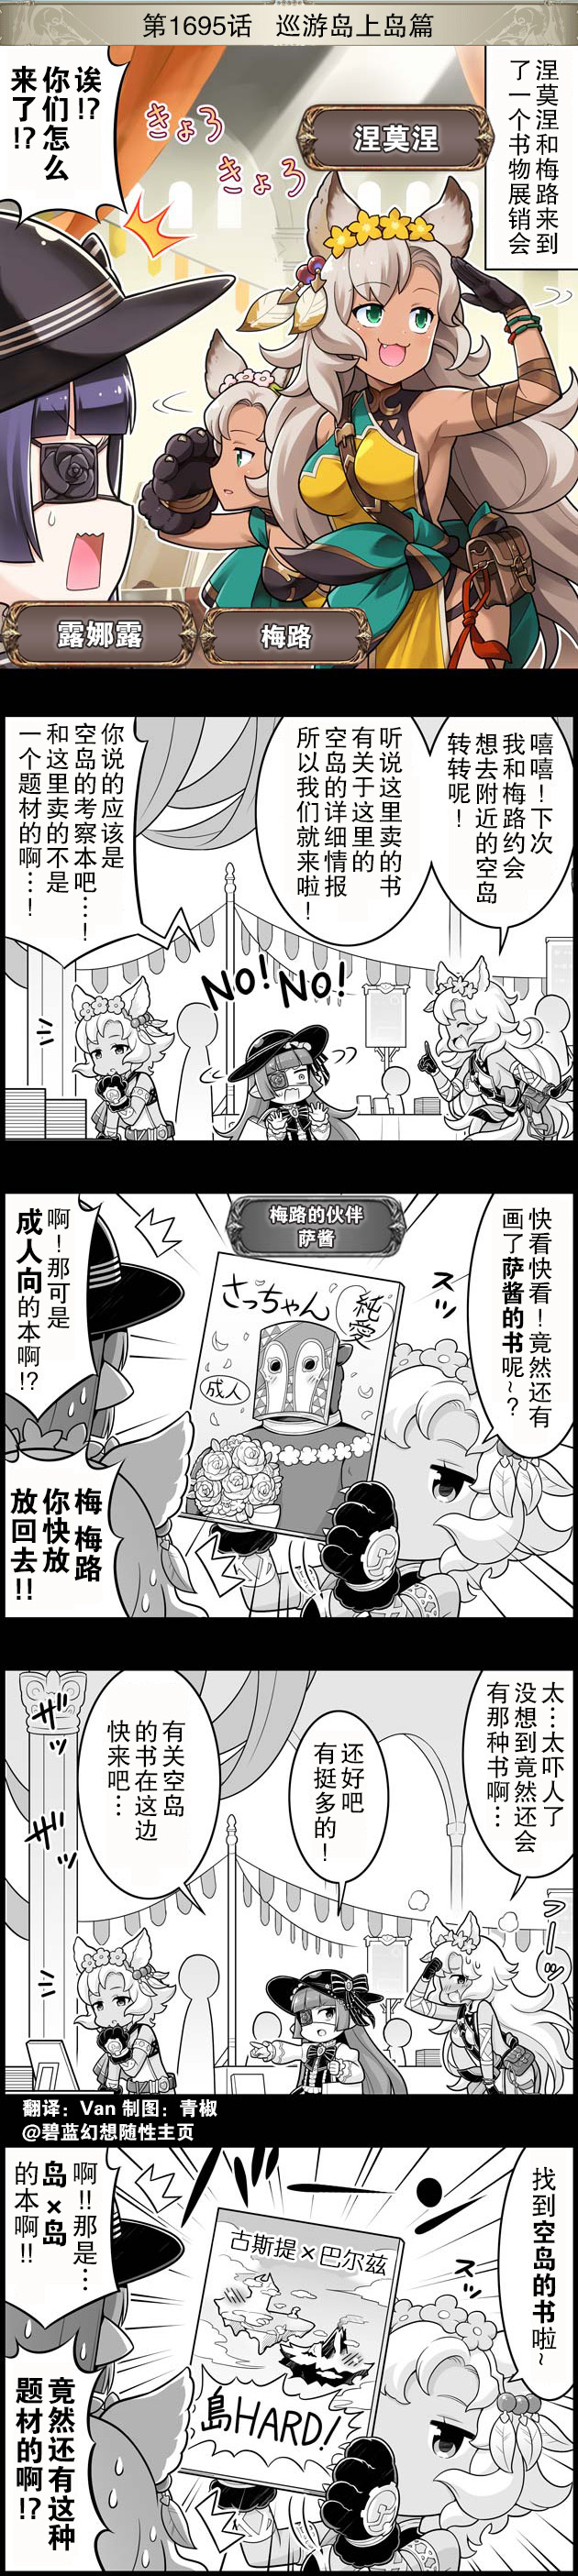 第1695话　巡游岛上岛篇
涅莫涅和梅路来到
了一个书物展销会
涅莫涅
きょろ
きょろ
诶!?
你们怎么
来了!?
露娜露
梅路
嘻嘻！下次
我和梅路约会
想去附近的空岛
转转呢！
听说这里卖的书
有关于这里的
空岛的详细情报
所以我们就来啦！
你说的应该是
空岛的考察本吧…！
和这里卖的不是
一个题材的啊…！
NO!
NO!
快看快看！竟然还有
画了萨酱的书呢~？
梅路的伙伴
萨酱
スッ
さっちゃん
純愛
成人
啊！那可是
成人向的本啊!?
梅 梅路
你快放
放回去!!
太…太吓人了
没想到竟然还会
有那种书啊…
还好吧
有挺多的！
有关空岛
的书在这边
快来吧…
ザッ
ザッ
翻译：Van 制图：青椒
@碧蓝幻想随性主页
找到空岛的书啦~
スッ
古斯提×巴尔兹
島HARD!
啊!!那是…
岛×岛
的本啊!!
竟然还有这种
题材的啊!?